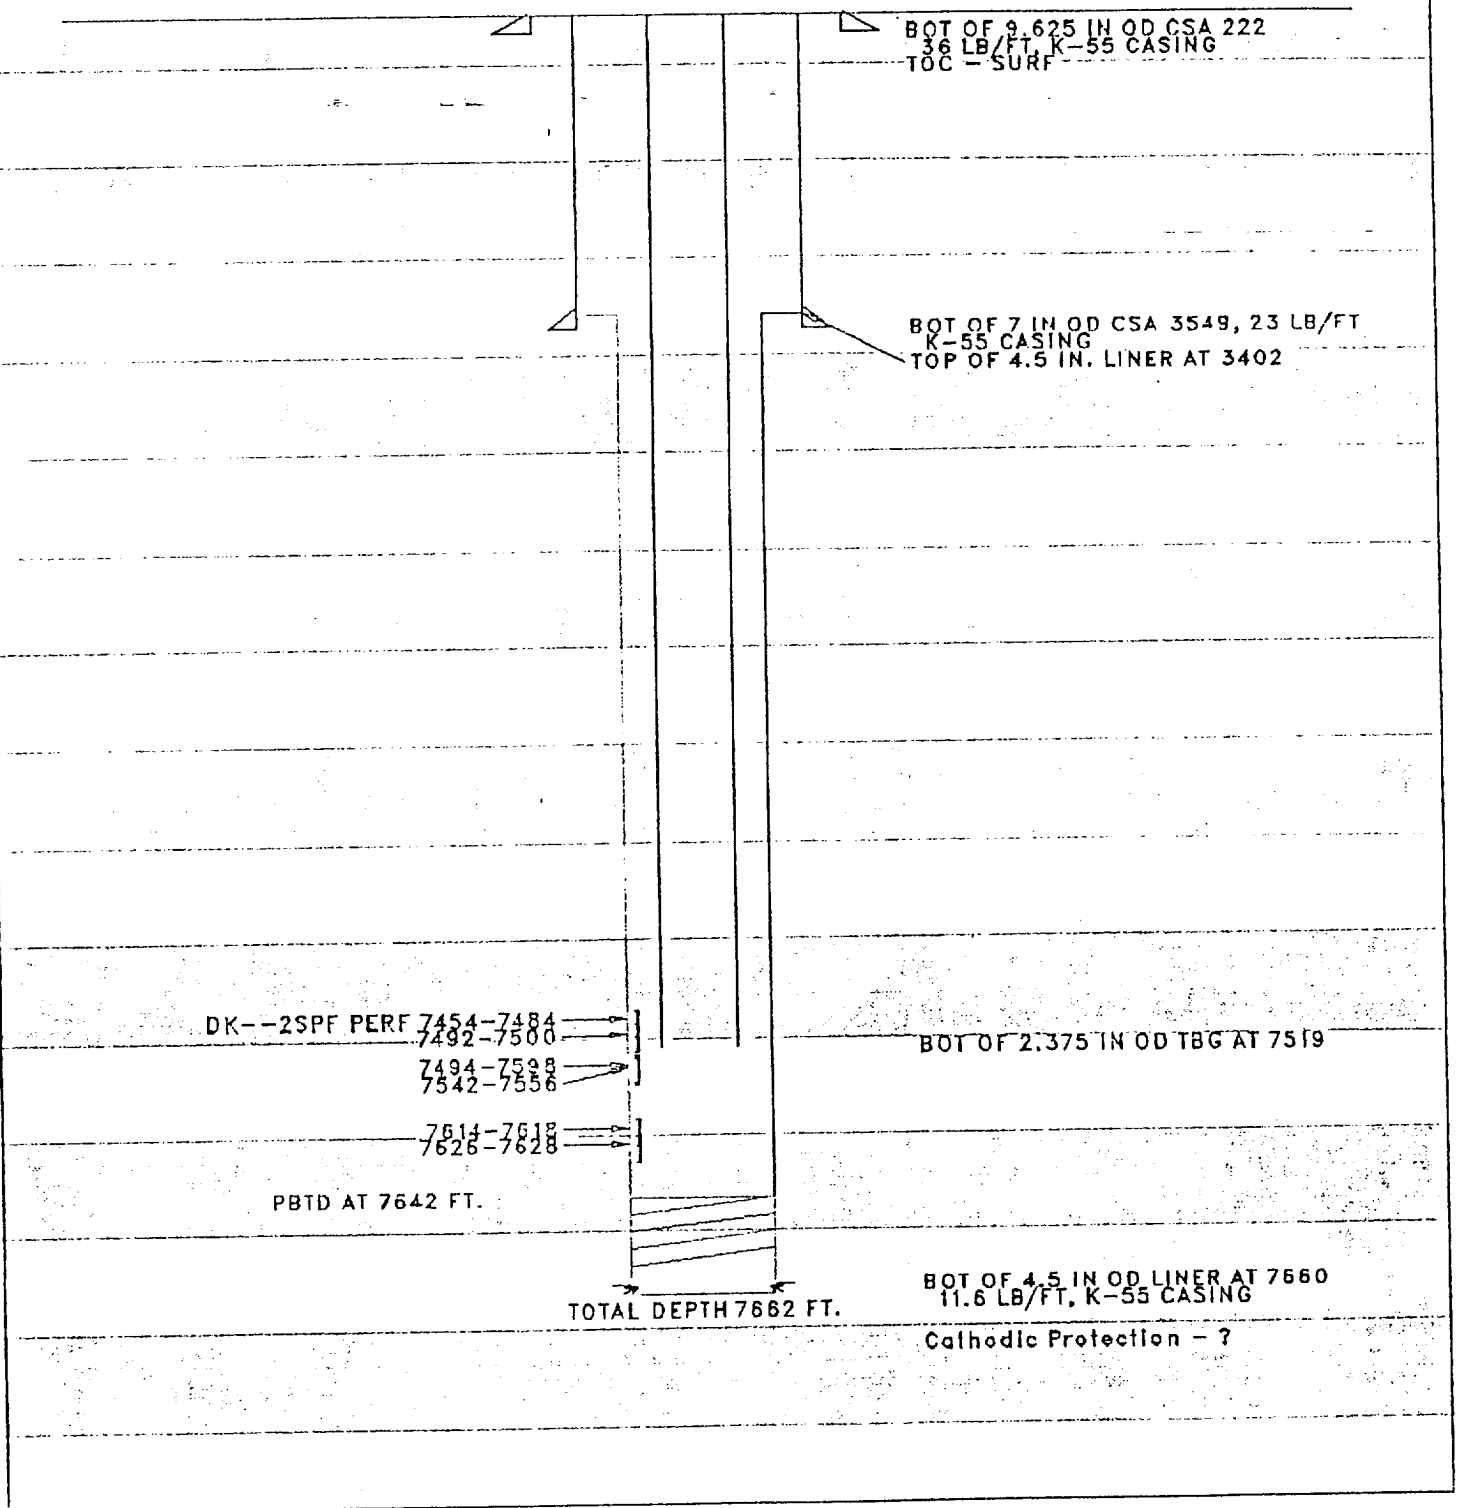 BOT OF 9.625 IN OD CSA 222
36 LB/FT, K-55 CASING
TOC - SURF
BOT OF 7 IN OD CSA 3549, 23 LB/FT
K-55 CASING
TOP OF 4.5 IN. LINER AT 3402
DK--2SPF PERF 7454-7484
7492-7500
BOT OF 2.375 IN OD TBG AT 7519
7494-7598
7542-7556
7614-7618
7626-7628
PBTD AT 7642 FT.
BOT OF 4.5 IN OD LINER AT 7660
11.6 LB/FT, K-55 CASING
TOTAL DEPTH 7662 FT.
Cathodic Protection - ?